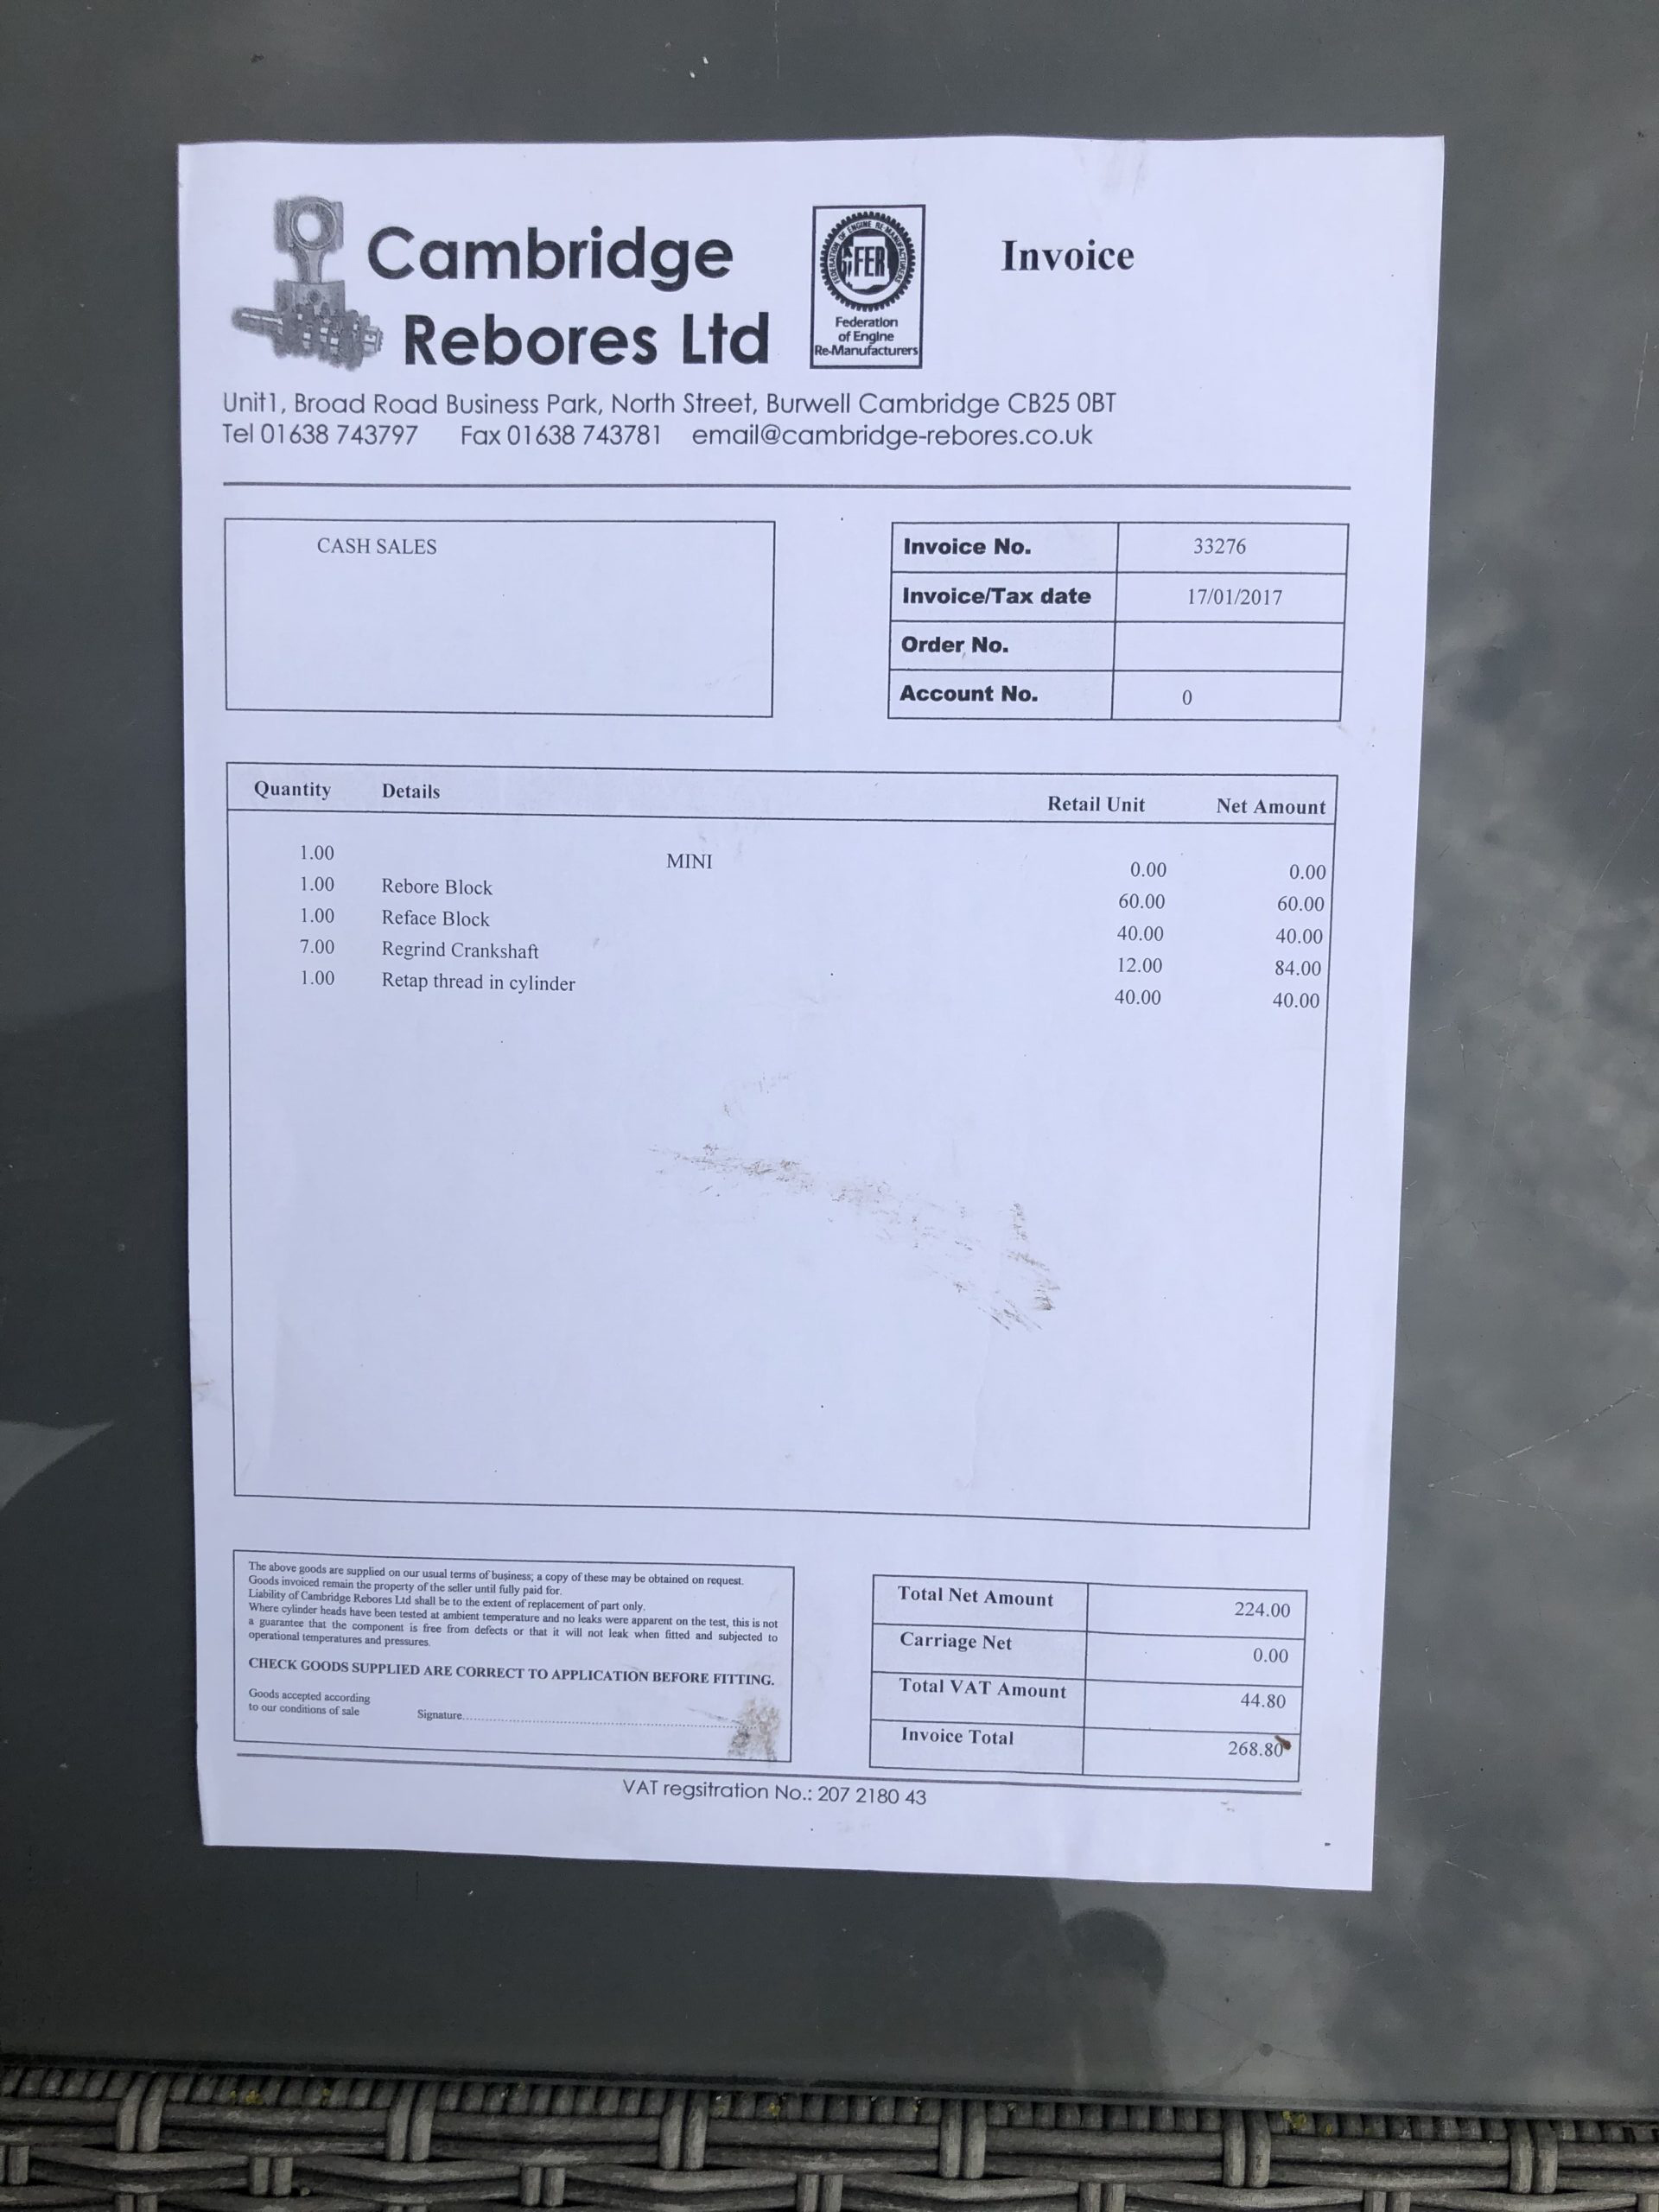 Cambridge
Rebores Ltd
FEDERATION OF ENGINE RE-MANUFACTURERS
FER
Federation
of Engine
Re-Manufacturers
Invoice
Unit1, Broad Road Business Park, North Street, Burwell Cambridge CB25 0BT
Tel 01638 743797 Fax 01638 743781 email@cambridge-rebores.co.uk
CASH SALES
Invoice No. 33276
Invoice/Tax date 17/01/2017
Order No.
Account No. 0
Quantity Details Retail Unit Net Amount
1.00 MINI 0.00 0.00
1.00 Rebore Block 60.00 60.00
1.00 Reface Block 40.00 40.00
7.00 Regrind Crankshaft 12.00 84.00
1.00 Retap thread in cylinder 40.00 40.00
The above goods are supplied on our usual terms of business; a copy of these may be obtained on request.
Goods invoiced remain the property of the seller until fully paid for.
Liability of Cambridge Rebores Ltd shall be to the extent of replacement of part only.
Where cylinder heads have been tested at ambient temperature and no leaks were apparent on the test, this is not
a guarantee that the component is free from defects or that it will not leak when fitted and subjected to
operational temperatures and pressures.
CHECK GOODS SUPPLIED ARE CORRECT TO APPLICATION BEFORE FITTING.
Goods accepted according
to our conditions of sale
Signature
Total Net Amount 224.00
Carriage Net 0.00
Total VAT Amount 44.80
Invoice Total 268.80
VAT regsitration No.: 207 2180 43